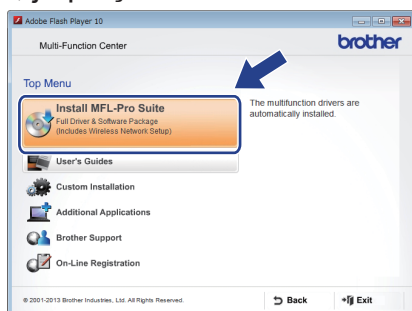 Adobe Flash Player 10
Multi-Function Center
brother
Top Menu
Install MFL-Pro Suite
Full Driver & Software Package
(Includes Wireless Network Setup)
The multifunction drivers are
automatically installed.
User's Guides
Custom Installation
Additional Applications
Brother Support
On-Line Registration
© 2001-2013 Brother Industries, Ltd. All Rights Reserved.
Back
Exit